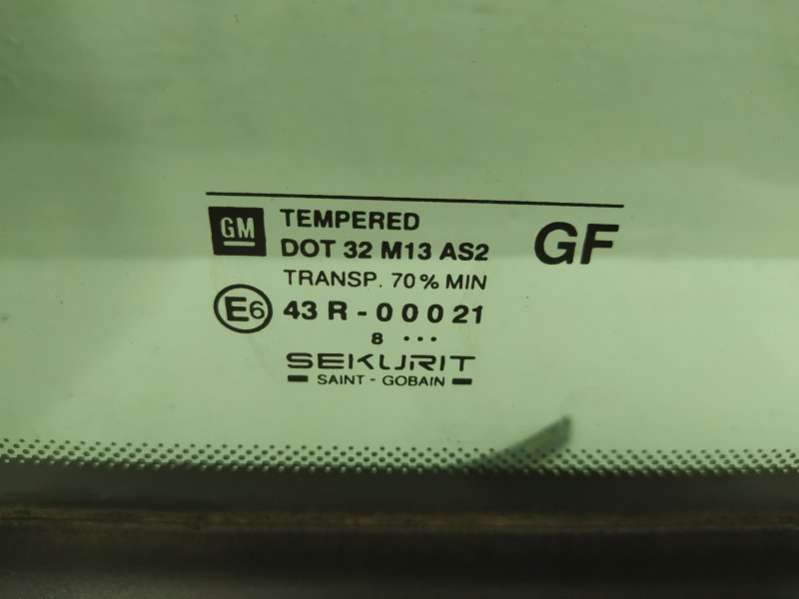 GM TEMPERED GF
DOT 32 M13 AS2
TRANSP. 70% MIN
E6 43 R - 00021
8 ...
SEKURIT
SAINT - GOBAIN